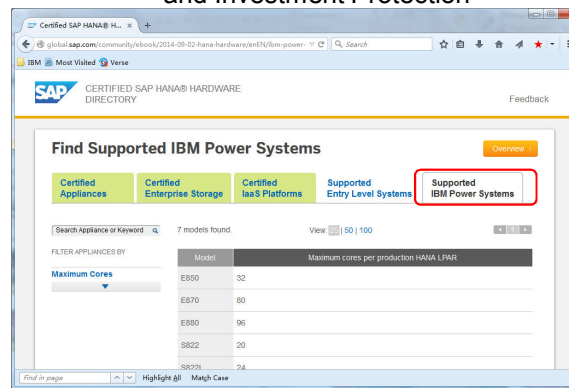 and Investment Protection
Certified SAP HANA® H... × +
global.sap.com/community/ebook/2014-09-02-hana-hardware/enEN/ibm-power- Search
IBM Most Visited Verse
SAP CERTIFIED SAP HANA® HARDWARE
DIRECTORY
Feedback
Find Supported IBM Power Systems
Overview
Certified Certified Certified Supported Supported
Appliances Enterprise Storage IaaS Platforms Entry Level Systems IBM Power Systems
Search Appliance or Keyword 7 models found. View: | 50 | 100 1
FILTER APPLIANCES BY
Model Maximum cores per production HANA LPAR
Maximum Cores
E850 32
E870 80
E880 96
S822 20
S822L 24
Find in page Highlight All Match Case